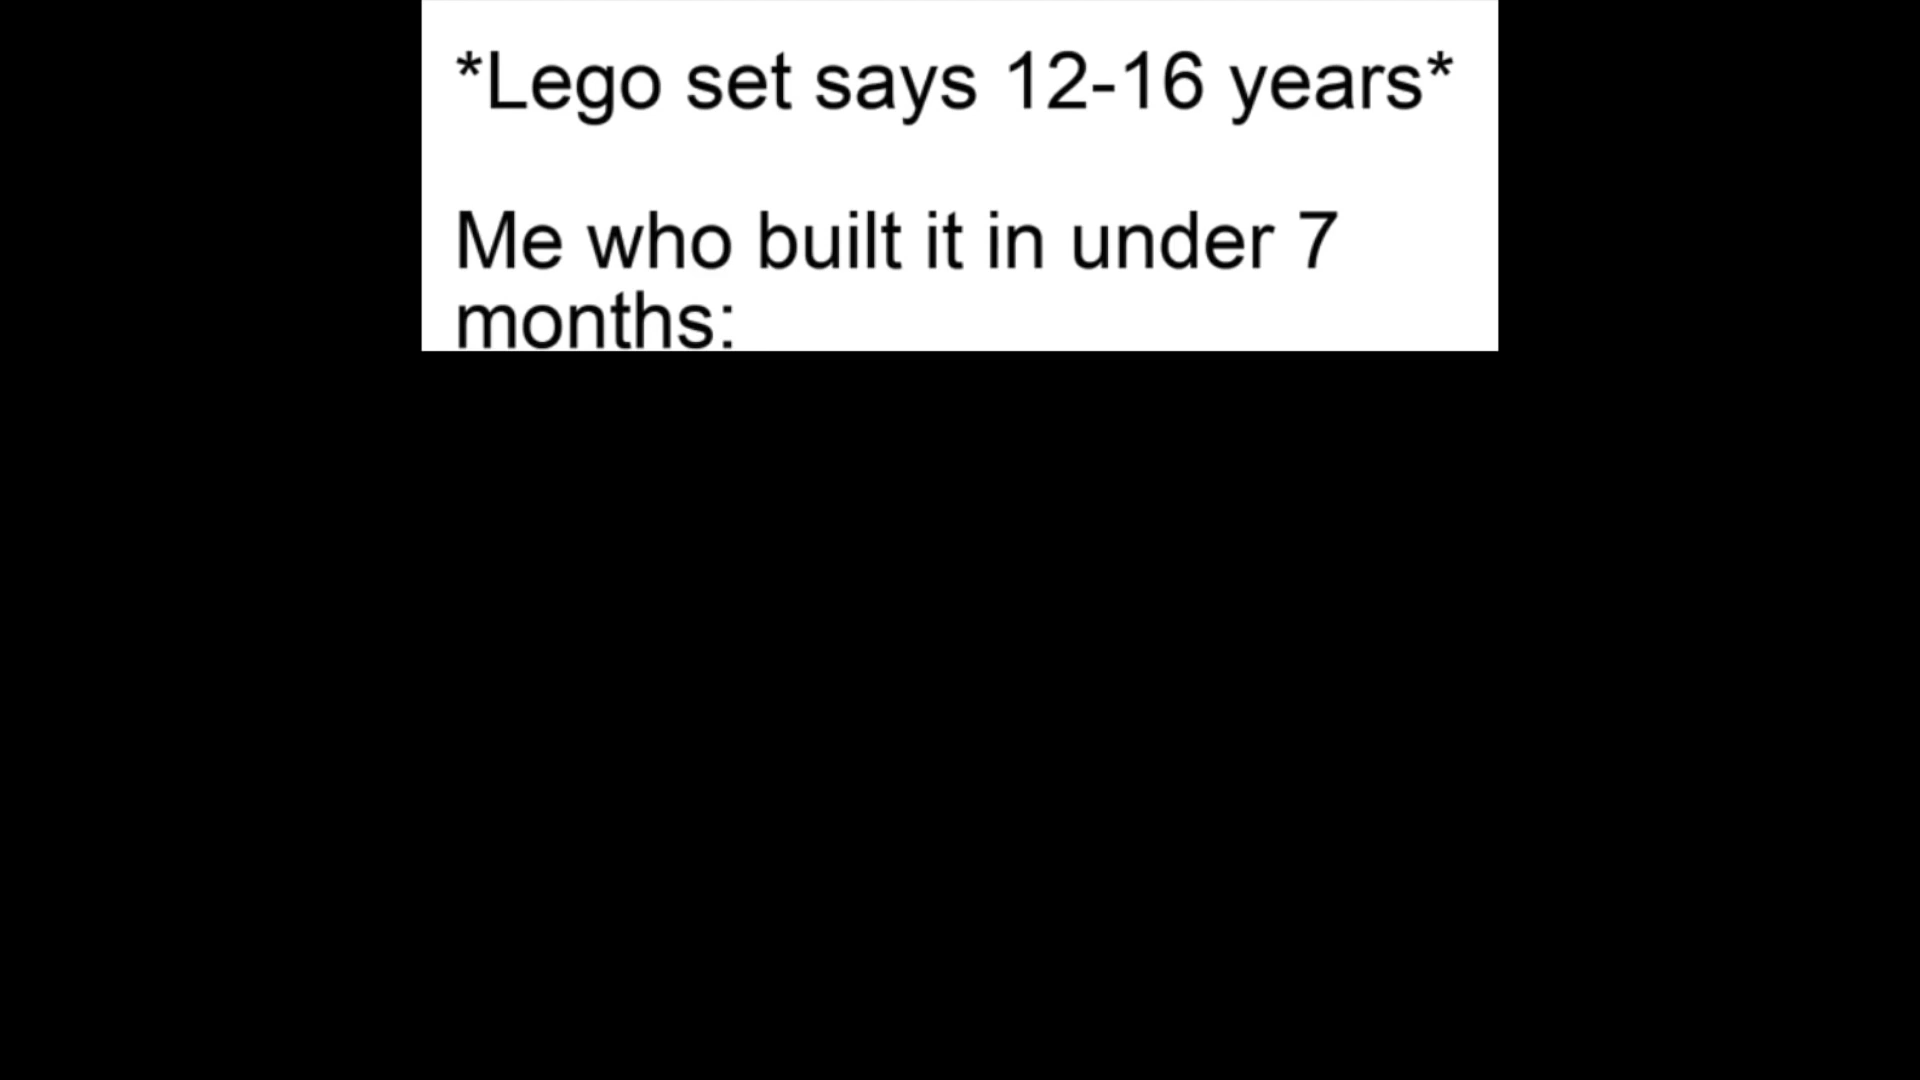 *Lego set says 12-16 years*
Me who built it in under 7
months: